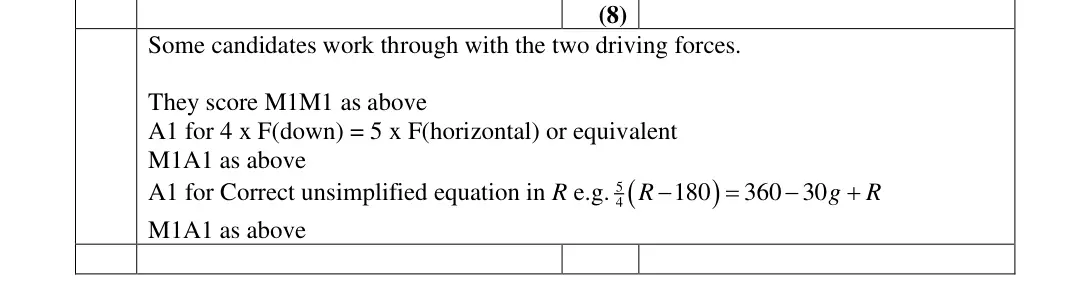 (8)
Some candidates work through with the two driving forces.
They score M1M1 as above
A1 for 4 x F(down) = 5 x F(horizontal) or equivalent
M1A1 as above
A1 for Correct unsimplified equation in R e.g. 5/4(R−180)=360−30g+R
M1A1 as above